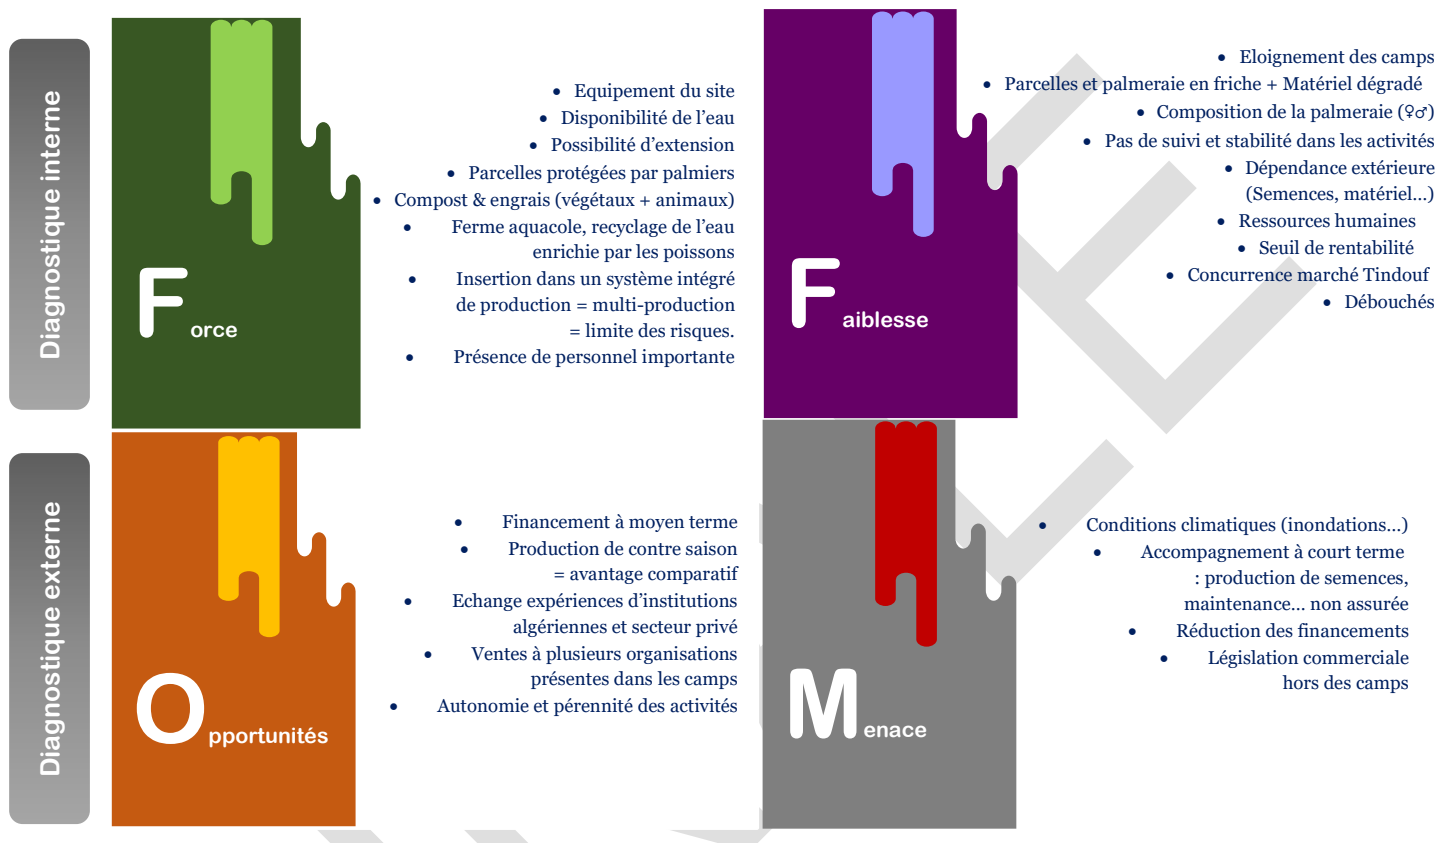 Diagnostique interne
Force
• Equipement du site
• Disponibilité de l’eau
• Possibilité d’extension
• Parcelles protégées par palmiers
• Compost & engrais (végétaux + animaux)
• Ferme aquacole, recyclage de l’eau
enrichie par les poissons
• Insertion dans un système intégré
de production = multi-production
= limite des risques.
• Présence de personnel importante
Faiblesse
• Eloignement des camps
• Parcelles et palmeraie en friche + Matériel dégradé
• Composition de la palmeraie (♀♂)
• Pas de suivi et stabilité dans les activités
• Dépendance extérieure
(Semences, matériel…)
• Ressources humaines
• Seuil de rentabilité
• Concurrence marché Tindouf
• Débouchés
Diagnostique externe
Opportunités
• Financement à moyen terme
• Production de contre saison
= avantage comparatif
• Echange expériences d’institutions
algériennes et secteur privé
• Ventes à plusieurs organisations
présentes dans les camps
• Autonomie et pérennité des activités
Menace
• Conditions climatiques (inondations…)
• Accompagnement à court terme
: production de semences,
maintenance… non assurée
• Réduction des financements
• Législation commerciale
hors des camps